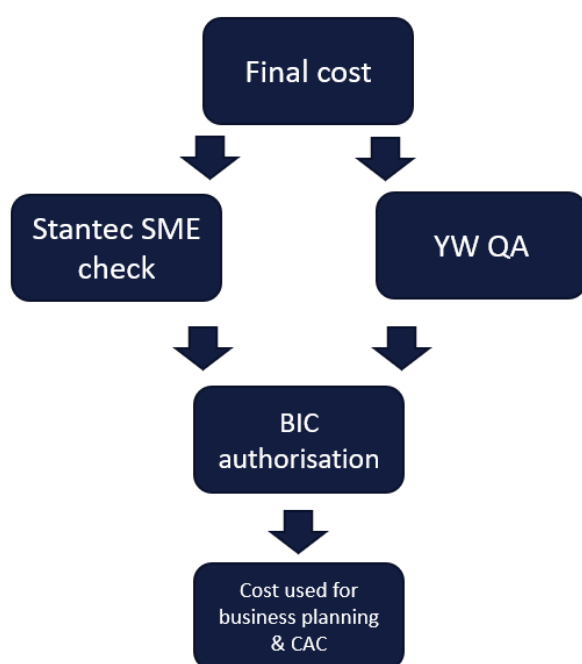 Final cost
Stantec SME
check
YW QA
BIC
authorisation
Cost used for
business planning
& CAC